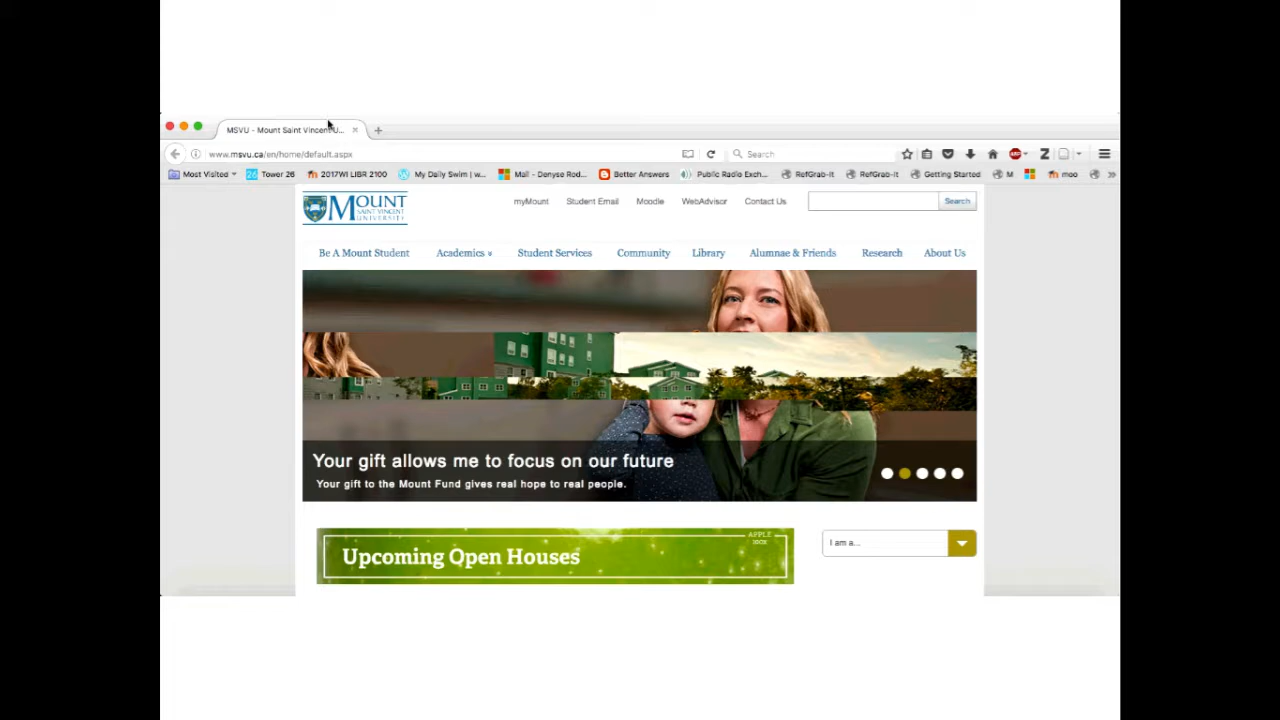 MSVU - Mount Saint Vincent U...
www.msvu.ca/en/home/default.aspx
Search
Most Visited
Tower 26
2017WI LIBR 2100
My Daily Swim | w...
Mail - Denyse Rod...
Better Answers
Public Radio Exch...
RefGrab-It
RefGrab-It
Getting Started
M
moo
MOUNT
SAINT VINCENT
UNIVERSITY
myMount
Student Email
Moodle
WebAdvisor
Contact Us
Search
Be A Mount Student
Academics
Student Services
Community
Library
Alumnae & Friends
Research
About Us
Your gift allows me to focus on our future
Your gift to the Mount Fund gives real hope to real people.
Upcoming Open Houses
I am a...